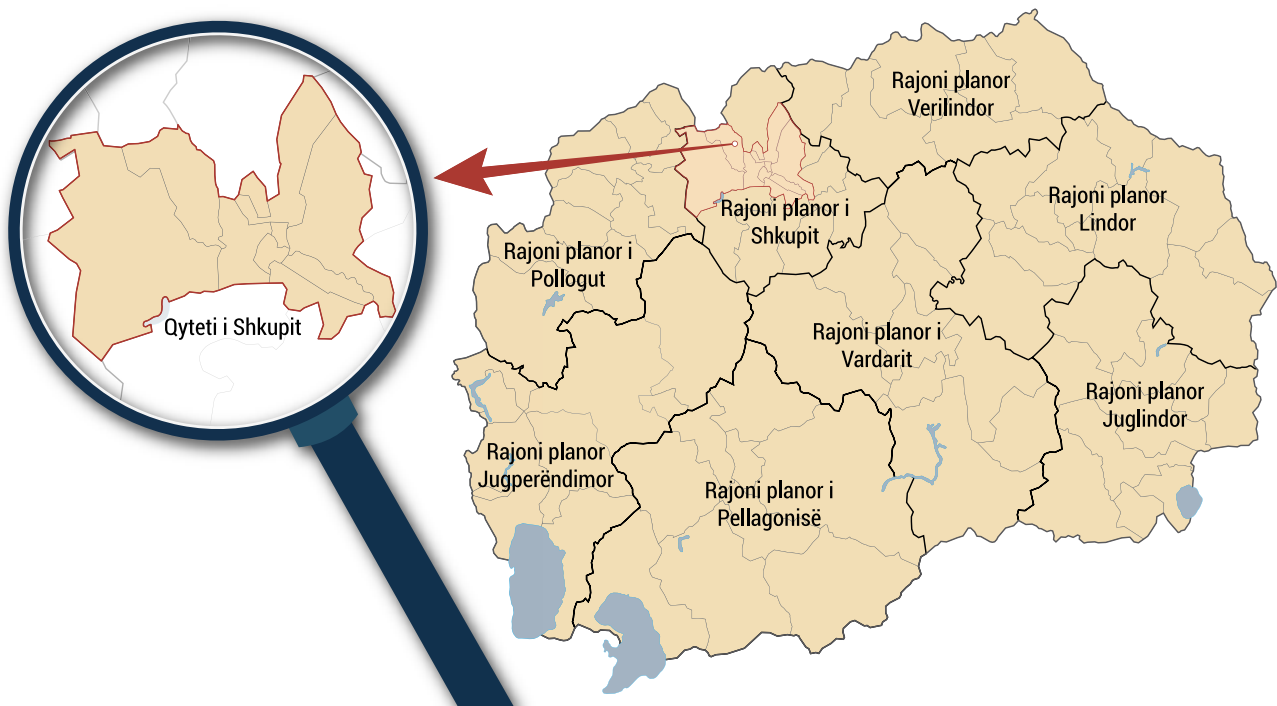 Qyteti i Shkupit
Rajoni planor
Verilindor
Rajoni planor
Lindor
Rajoni planor i
Shkupit
Rajoni planor i
Pollogut
Rajoni planor i
Vardarit
Rajoni planor
Juglindor
Rajoni planor
Jugperëndimor
Rajoni planor i
Pellagonisë